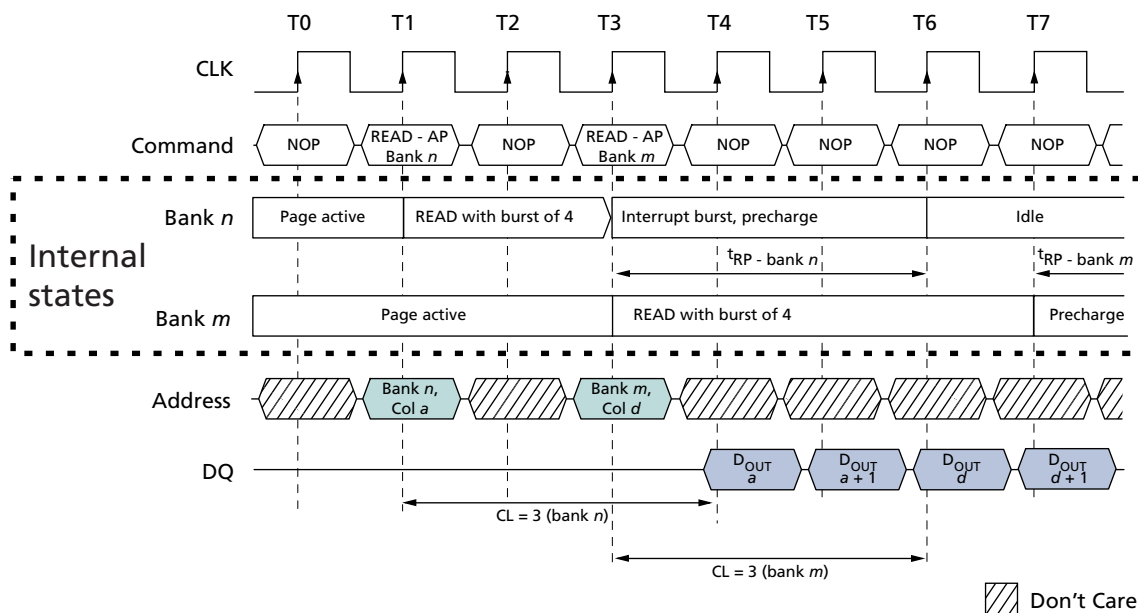 T0 T1 T2 T3 T4 T5 T6 T7
CLK
Command NOP READ - AP NOP READ - AP NOP NOP NOP NOP
Bank n Bank m
Bank n Page active READ with burst of 4 Interrupt burst, precharge Idle
Internal
states
tRP - bank n tRP - bank m
Bank m Page active READ with burst of 4 Precharge
Address Bank n, Bank m,
Col a Col d
DQ DOUT DOUT DOUT DOUT
a a + 1 d d + 1
CL = 3 (bank n)
CL = 3 (bank m)
Don't Care